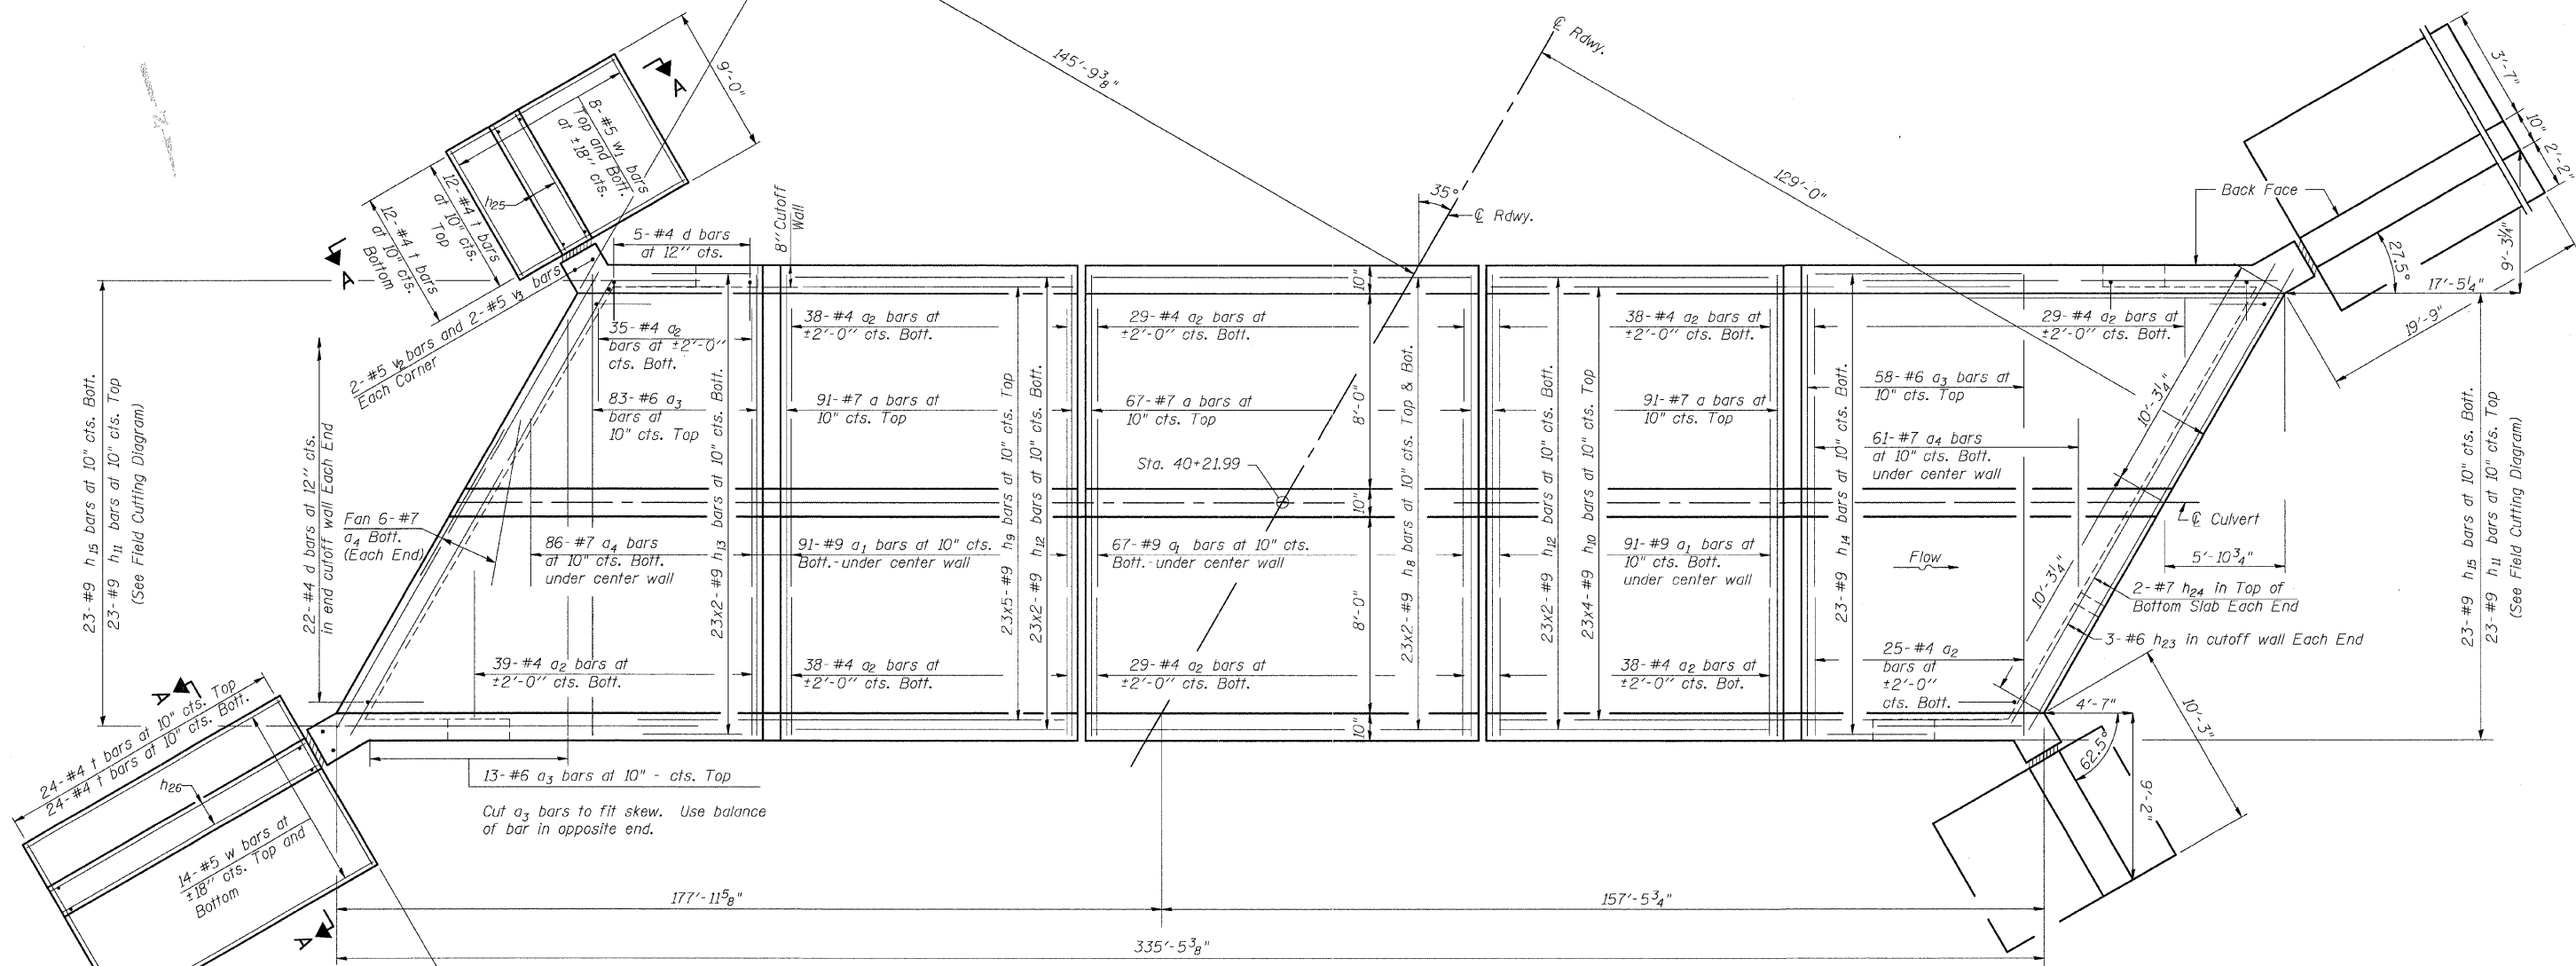 ℄ Rdwy.
145'-9 3/8"
9'-0"
A
8-#5 w1 bars
Top and Bott.
at ±18" cts.
h25
12-#4 t bars
at 10" cts.
Top
12-#4 t bars
at 10" cts.
Bottom
A
2-#5 v2 bars and 2-#5 v3 bars
Each Corner
5-#4 d bars
at 12" cts.
8" Cutoff
Wall
35°
℄ Rdwy.
129'-0"
Back Face
3'-7"
10"
2'-2"
27.5°
9'-3 1/4"
17'-5 1/4"
19'-9"
10"
35-#4 a2
bars at ±2'-0"
cts. Bott.
38-#4 a2 bars at
±2'-0" cts. Bott.
29-#4 a2 bars at
±2'-0" cts. Bott.
38-#4 a2 bars at
±2'-0" cts. Bott.
29-#4 a2 bars at
±2'-0" cts. Bott.
83-#6 a3
bars at
10" cts. Top
91-#7 a bars at
10" cts. Top
67-#7 a bars at
10" cts. Top
91-#7 a bars at
10" cts. Top
58-#6 a3 bars at
10" cts. Top
8'-0"
10'-3 1/4"
61-#7 a4 bars
at 10" cts. Bott.
under center wall
Sta. 40+21.99
10"
℄ Culvert
23-#9 h15 bars at 10" cts. Bott.
23-#9 h11 bars at 10" cts. Top
(See Field Cutting Diagram)
22-#4 d bars at 12" cts.
in end cutoff wall Each End
Fan 6-#7
a4 Bott.
(Each End)
86-#7 a4 bars
at 10" cts. Bott.
under center wall
23x2-#9 h13 bars at 10" cts. Bott.
91-#9 a1 bars at 10" cts.
Bott.-under center wall
23x5-#9 h9 bars at 10" cts. Top
23x2-#9 h12 bars at 10" cts. Bott.
67-#9 a1 bars at 10" cts.
Bott.-under center wall
23x2-#9 h8 bars at 10" cts. Top & Bot.
23x2-#9 h12 bars at 10" cts. Bott.
23x4-#9 h10 bars at 10" cts. Top
91-#9 a1 bars at
10" cts. Bott.
under center wall
23-#9 h14 bars at 10" cts. Bott.
Flow
5'-10 3/4"
10'-3 1/4"
2-#7 h24 in Top of
Bottom Slab Each End
3-#6 h23 in cutoff wall Each End
23-#9 h15 bars at 10" cts. Bott.
23-#9 h11 bars at 10" cts. Top
(See Field Cutting Diagram)
8'-0"
39-#4 a2 bars at
±2'-0" cts. Bott.
38-#4 a2 bars at
±2'-0" cts. Bott.
29-#4 a2 bars at
±2'-0" cts. Bott.
38-#4 a2 bars at
±2'-0" cts. Bot.
25-#4 a2
bars at
±2'-0"
cts. Bott.
10"
4'-7"
10'-3"
62.5°
9'-2"
A
24-#4 t bars at 10" cts. Top
24-#4 t bars at 10" cts. Bott.
h26
14-#5 w bars at
±18" cts. Top and
Bottom
A
13-#6 a3 bars at 10" - cts. Top
Cut a3 bars to fit skew. Use balance
of bar in opposite end.
177'-11 5/8"
157'-5 3/4"
335'-5 3/8"